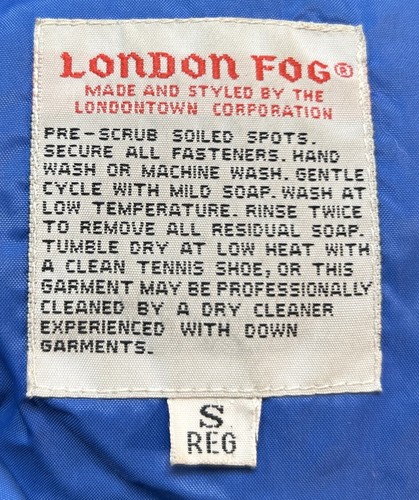 LONDON FOG®
MADE AND STYLED BY THE
LONDONTOWN CORPORATION
PRE-SCRUB SOILED SPOTS.
SECURE ALL FASTENERS. HAND
WASH OR MACHINE WASH. GENTLE
CYCLE WITH MILD SOAP. WASH AT
LOW TEMPERATURE. RINSE TWICE
TO REMOVE ALL RESIDUAL SOAP.
TUMBLE DRY AT LOW HEAT WITH
A CLEAN TENNIS SHOE, OR THIS
GARMENT MAY BE PROFESSIONALLY
CLEANED BY A DRY CLEANER
EXPERIENCED WITH DOWN
GARMENTS.
S
REG